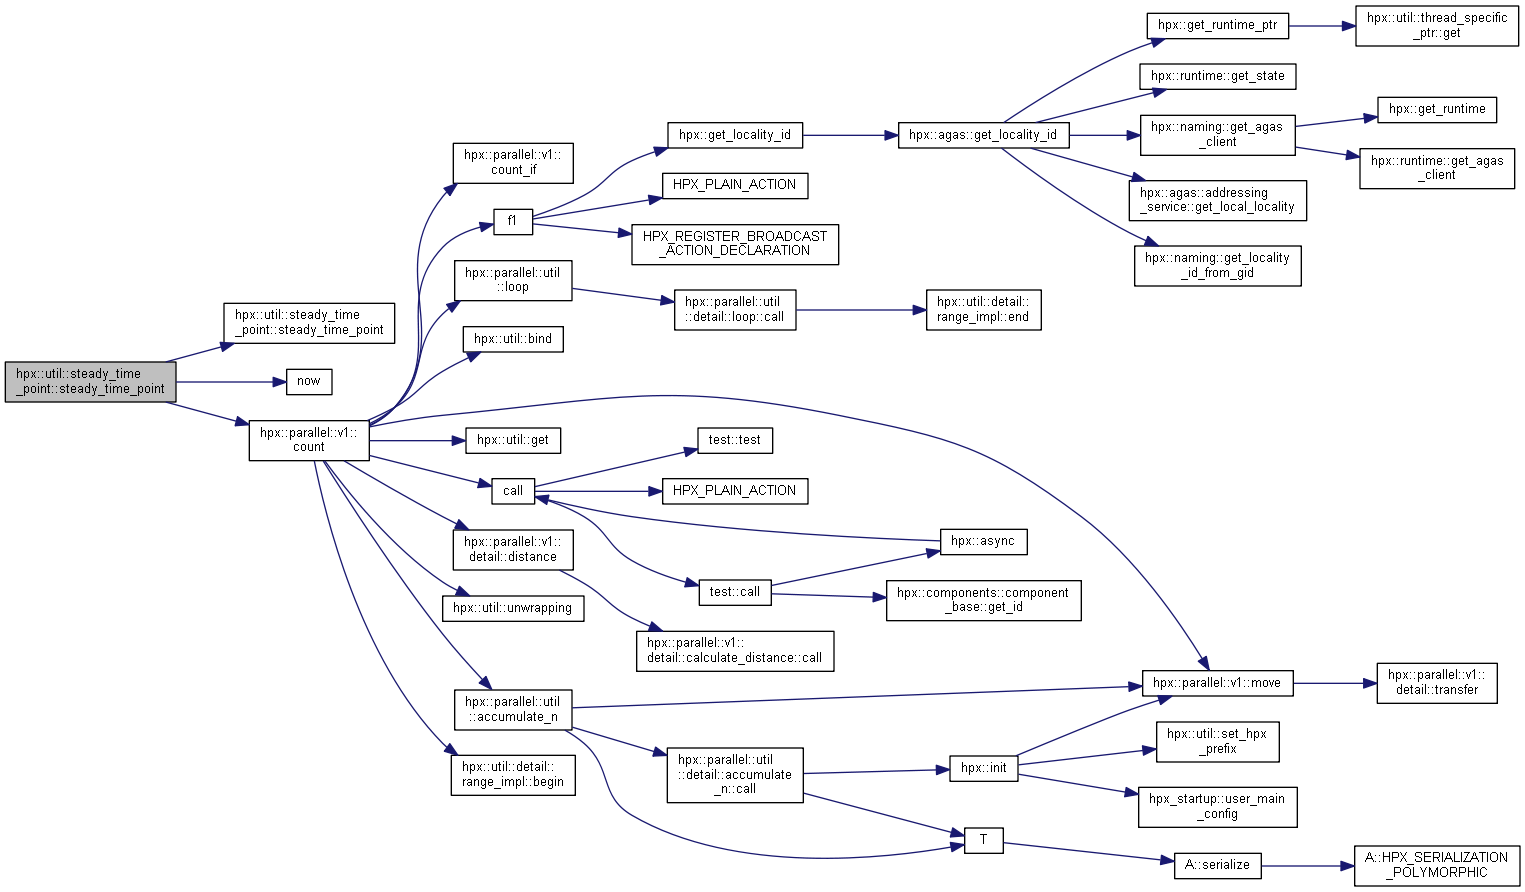 hpx::util::steady_time
_point::steady_time_point
hpx::util::steady_time
_point::steady_time_point
now
hpx::parallel::v1::
count
hpx::parallel::v1::
count_if
f1
hpx::parallel::util
::loop
hpx::util::bind
hpx::util::get
call
hpx::parallel::v1::
detail::distance
hpx::util::unwrapping
hpx::parallel::util
::accumulate_n
hpx::util::detail::
range_impl::begin
hpx::get_locality_id
HPX_PLAIN_ACTION
HPX_REGISTER_BROADCAST
_ACTION_DECLARATION
hpx::parallel::util
::detail::loop::call
test::test
HPX_PLAIN_ACTION
test::call
hpx::parallel::v1::
detail::calculate_distance::call
hpx::parallel::util
::detail::accumulate
_n::call
hpx::agas::get_locality_id
hpx::util::detail::
range_impl::end
hpx::async
hpx::components::component
_base::get_id
hpx::init
T
hpx::get_runtime_ptr
hpx::runtime::get_state
hpx::naming::get_agas
_client
hpx::agas::addressing
_service::get_local_locality
hpx::naming::get_locality
_id_from_gid
hpx::parallel::v1::move
hpx::util::set_hpx
_prefix
hpx_startup::user_main
_config
A::serialize
hpx::util::thread_specific
_ptr::get
hpx::get_runtime
hpx::runtime::get_agas
_client
hpx::parallel::v1::
detail::transfer
A::HPX_SERIALIZATION
_POLYMORPHIC